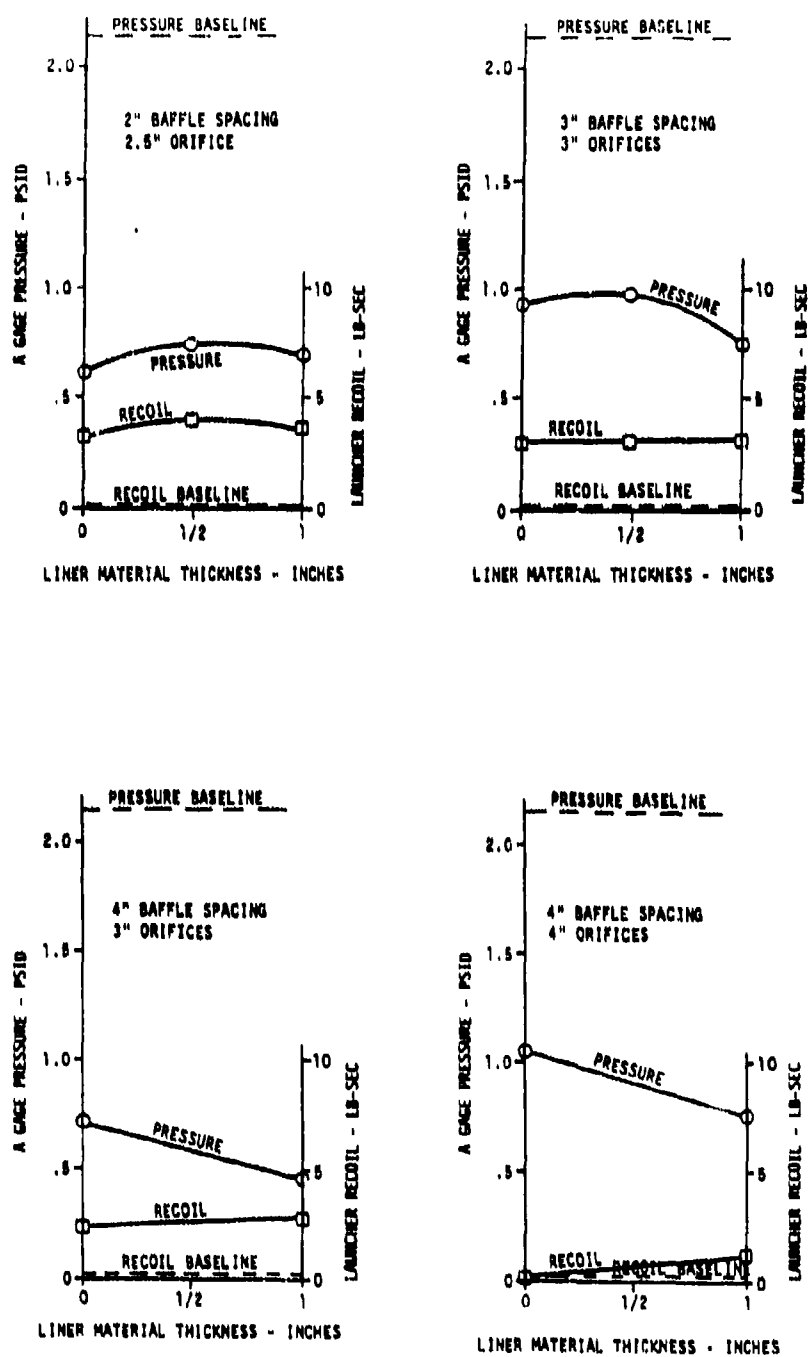 PRESSURE BASELINE
2.0
2" BAFFLE SPACING
2.5" ORIFICE
1.5
1.0
10
PRESSURE
.5
5
RECOIL
RECOIL BASELINE
0
0
0
1/2
1
A GAGE PRESSURE - PSID
LAUNCHER RECOIL - LB-SEC
LINER MATERIAL THICKNESS - INCHES
PRESSURE BASELINE
2.0
3" BAFFLE SPACING
3" ORIFICES
1.5
1.0
10
PRESSURE
.5
5
RECOIL
RECOIL BASELINE
0
0
0
1/2
1
A GAGE PRESSURE - PSID
LAUNCHER RECOIL - LB-SEC
LINER MATERIAL THICKNESS - INCHES
PRESSURE BASELINE
2.0
4" BAFFLE SPACING
3" ORIFICES
1.5
1.0
10
PRESSURE
.5
5
RECOIL
RECOIL BASELINE
0
0
0
1/2
1
A GAGE PRESSURE - PSID
LAUNCHER RECOIL - LB-SEC
LINER MATERIAL THICKNESS - INCHES
PRESSURE BASELINE
2.0
4" BAFFLE SPACING
4" ORIFICES
1.5
1.0
10
PRESSURE
.5
5
RECOIL
RECOIL BASELINE
0
0
0
1/2
1
A GAGE PRESSURE - PSID
LAUNCHER RECOIL - LB-SEC
LINER MATERIAL THICKNESS - INCHES